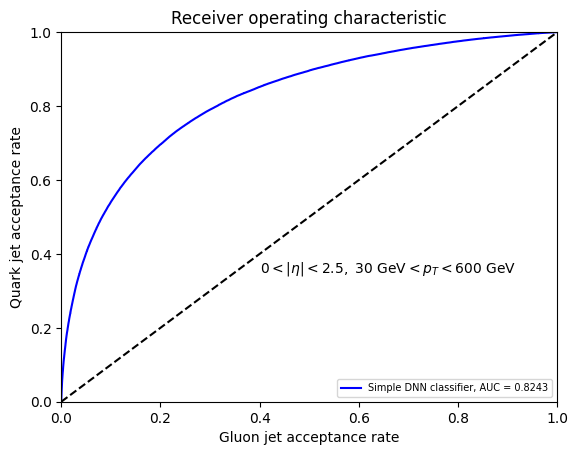 Receiver operating characteristic
1.0
0.8
0.6
0.4
0.2
0.0
Quark jet acceptance rate
0 < |η| < 2.5, 30 GeV < p_T < 600 GeV
Simple DNN classifier, AUC = 0.8243
0.0 0.2 0.4 0.6 0.8 1.0
Gluon jet acceptance rate